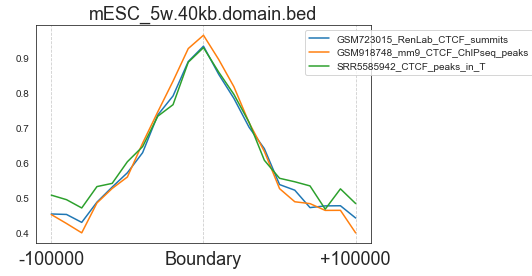 mESC_5w.40kb.domain.bed
GSM723015_RenLab_CTCF_summits
GSM918748_mm9_CTCF_ChIPseq_peaks
SRR5585942_CTCF_peaks_in_T
0.9
0.8
0.7
0.6
0.5
0.4
-100000 Boundary +100000